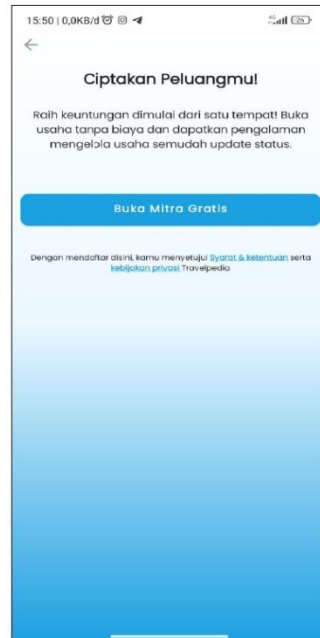 15:50 | 0,0KB/d
4G
26
Ciptakan Peluangmu!
Raih keuntungan dimulai dari satu tempat! Buka
usaha tanpa biaya dan dapatkan pengalaman
mengelola usaha semudah update status.
Buka Mitra Gratis
Dengan mendaftar disini, kamu menyetujui Syarat & ketentuan serta
kebijakan privasi Travelpedia